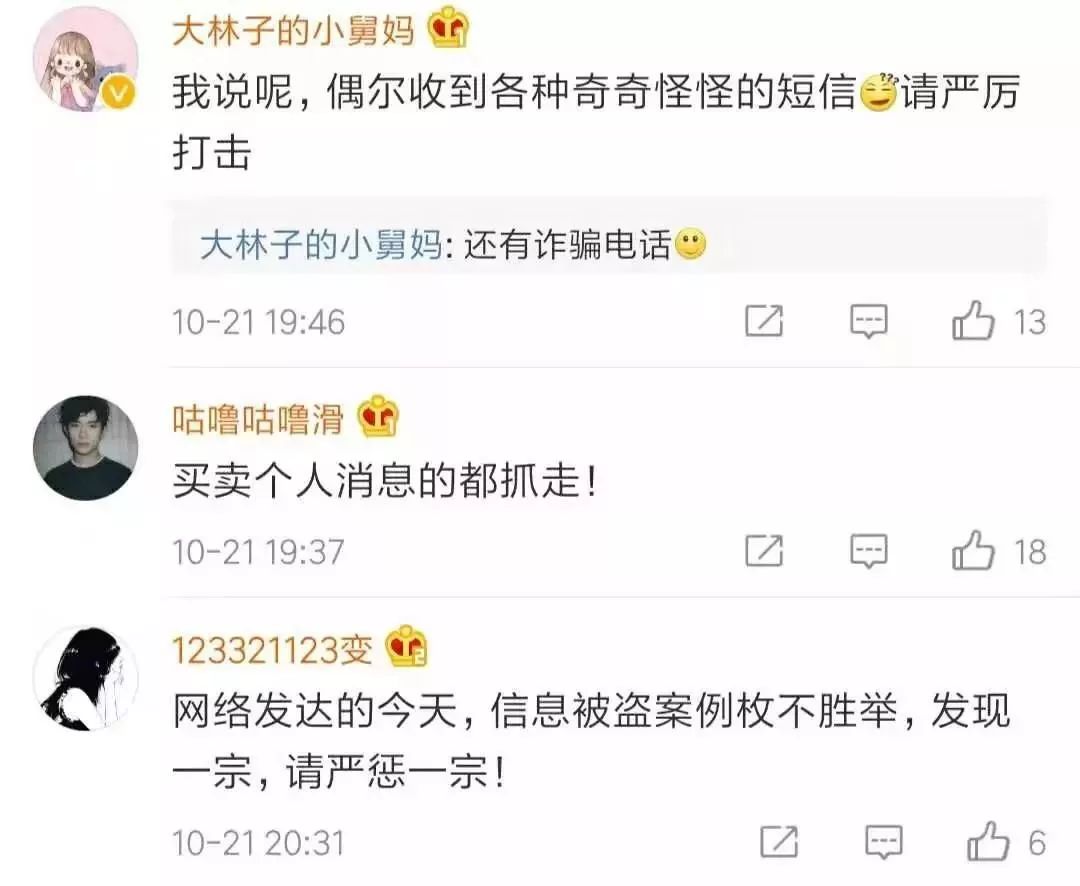 大林子的小舅妈
我说呢，偶尔收到各种奇奇怪怪的短信请严厉
打击
大林子的小舅妈: 还有诈骗电话
10-21 19:46
13
咕噜咕噜滑
买卖个人消息的都抓走！
10-21 19:37
18
123321123变
网络发达的今天，信息被盗案例枚不胜举，发现
一宗，请严惩一宗！
10-21 20:31
6